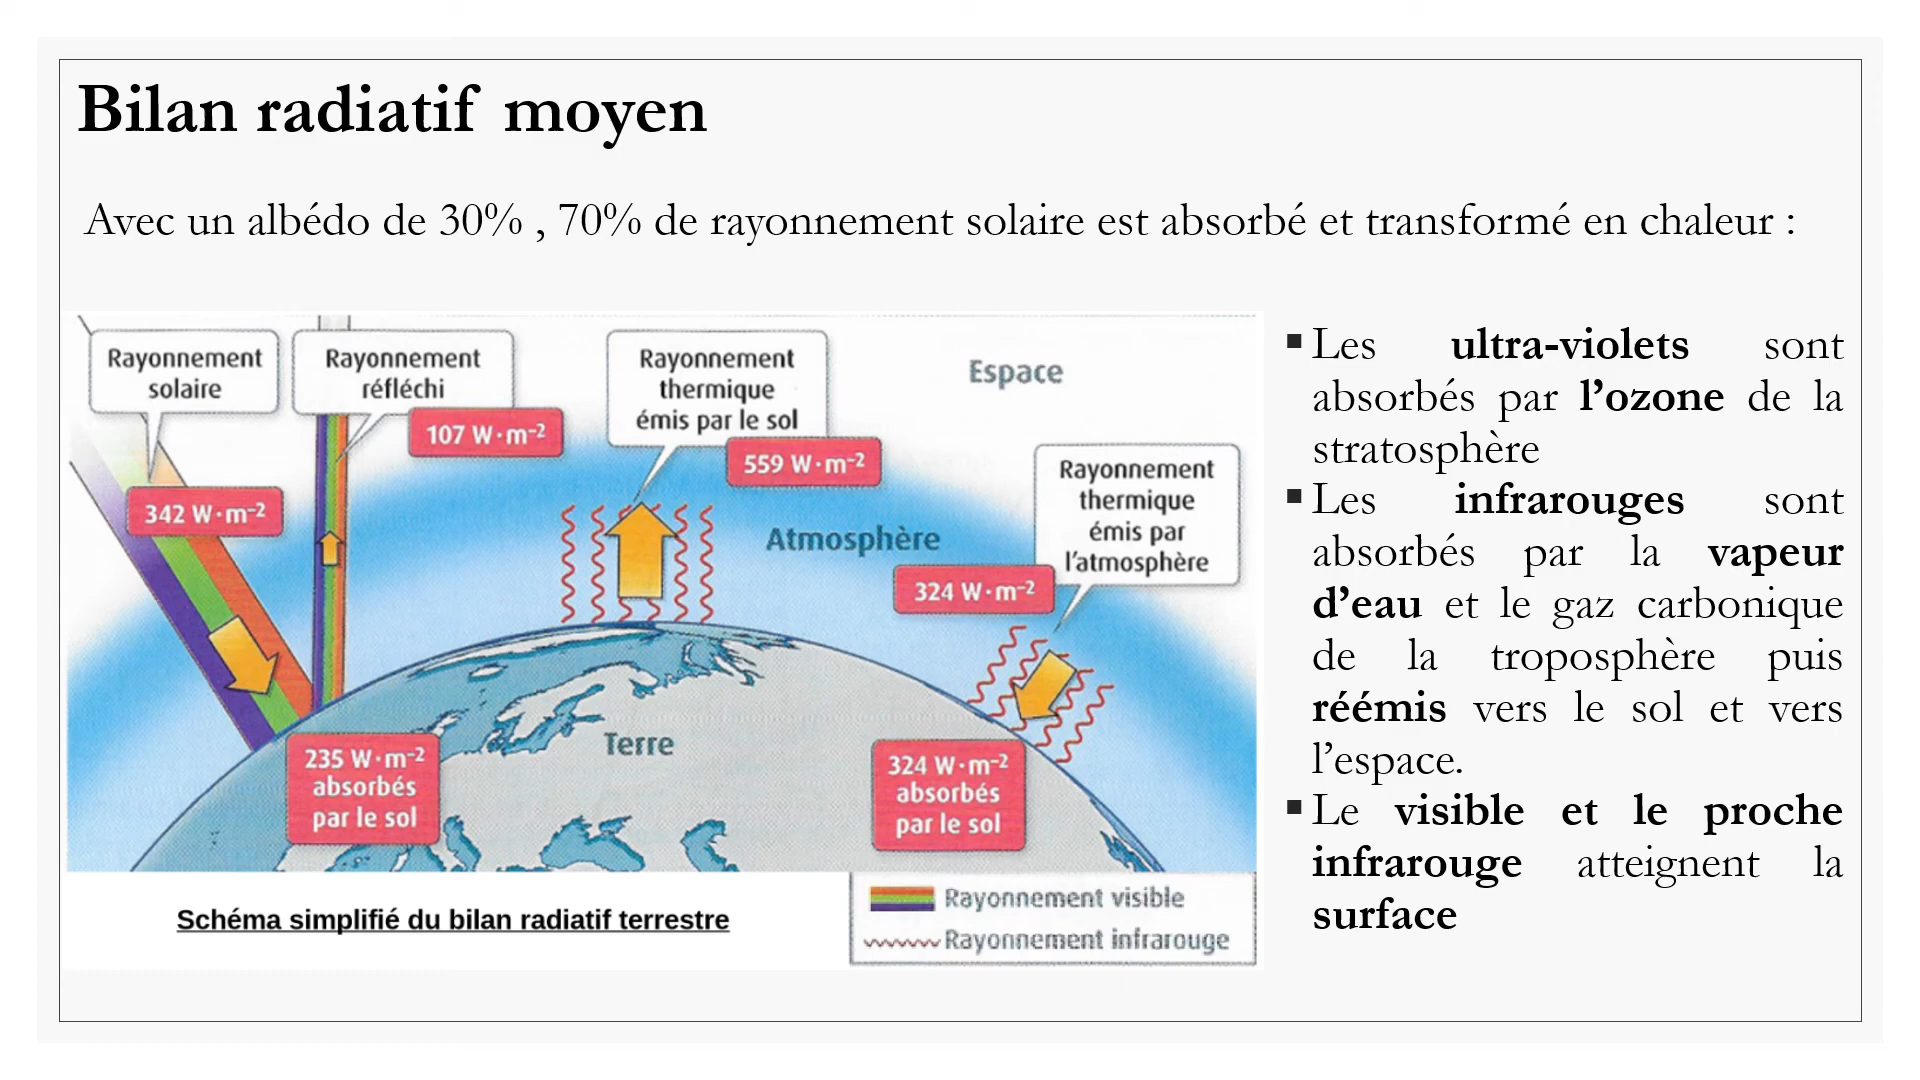 Bilan radiatif moyen
Avec un albédo de 30% , 70% de rayonnement solaire est absorbé et transformé en chaleur :
Rayonnement
solaire
342 W·m⁻²
Rayonnement
réfléchi
107 W·m⁻²
Rayonnement
thermique
émis par le sol
559 W·m⁻²
Espace
Atmosphère
Rayonnement
thermique
émis par
l'atmosphère
324 W·m⁻²
Terre
235 W·m⁻²
absorbés
par le sol
324 W·m⁻²
absorbés
par le sol
Schéma simplifié du bilan radiatif terrestre
Rayonnement visible
Rayonnement infrarouge
▪ Les ultra-violets sont
absorbés par l’ozone de la
stratosphère
▪ Les infrarouges sont
absorbés par la vapeur
d’eau et le gaz carbonique
de la troposphère puis
réémis vers le sol et vers
l’espace.
▪ Le visible et le proche
infrarouge atteignent la
surface